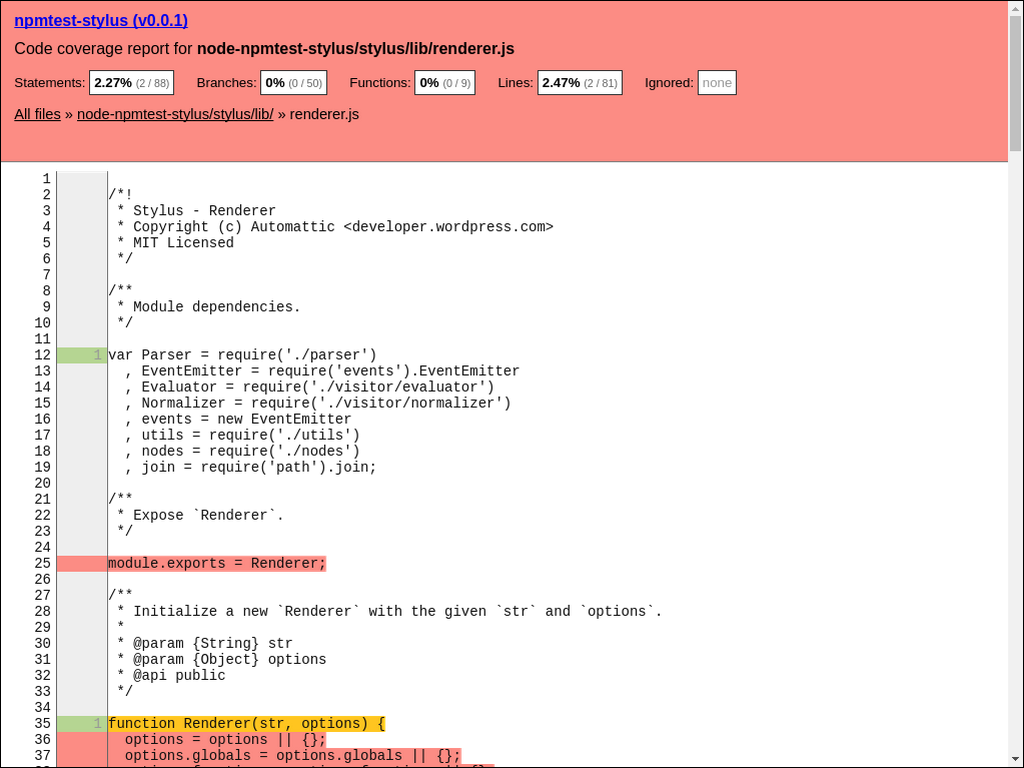 npmtest-stylus (v0.0.1)
Code coverage report for node-npmtest-stylus/stylus/lib/renderer.js
Statements: 2.27% (2 / 88) Branches: 0% (0 / 50) Functions: 0% (0 / 9) Lines: 2.47% (2 / 81) Ignored: none
All files » node-npmtest-stylus/stylus/lib/ » renderer.js
1
2 /*!
3 * Stylus - Renderer
4 * Copyright (c) Automattic <developer.wordpress.com>
5 * MIT Licensed
6 */
7
8 /**
9 * Module dependencies.
10 */
11
12 1 var Parser = require('./parser')
13 , EventEmitter = require('events').EventEmitter
14 , Evaluator = require('./visitor/evaluator')
15 , Normalizer = require('./visitor/normalizer')
16 , events = new EventEmitter
17 , utils = require('./utils')
18 , nodes = require('./nodes')
19 , join = require('path').join;
20
21 /**
22 * Expose `Renderer`.
23 */
24
25 module.exports = Renderer;
26
27 /**
28 * Initialize a new `Renderer` with the given `str` and `options`.
29 *
30 * @param {String} str
31 * @param {Object} options
32 * @api public
33 */
34
35 1 function Renderer(str, options) {
36 options = options || {};
37 options.globals = options.globals || {};